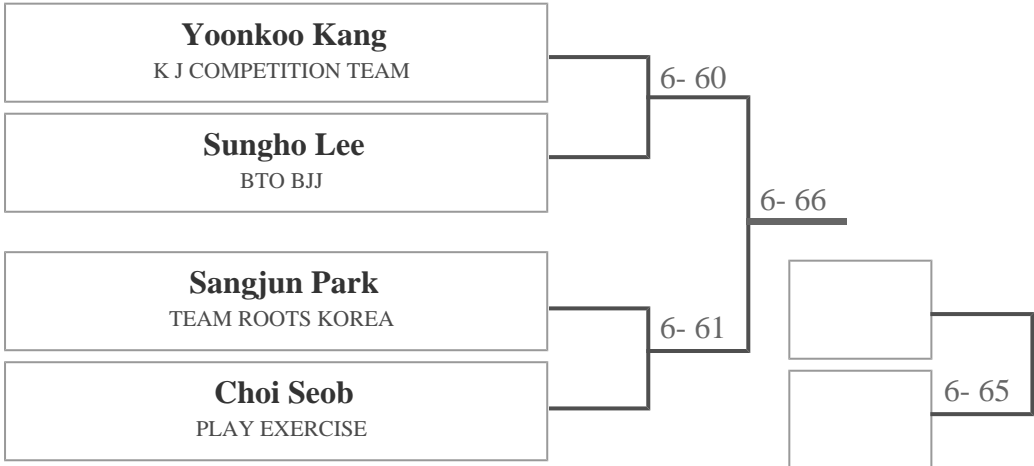 Yoonkoo Kang
K J COMPETITION TEAM
6- 60
Sungho Lee
BTO BJJ
6- 66
Sangjun Park
TEAM ROOTS KOREA
6- 61
Choi Seob
PLAY EXERCISE
6- 65